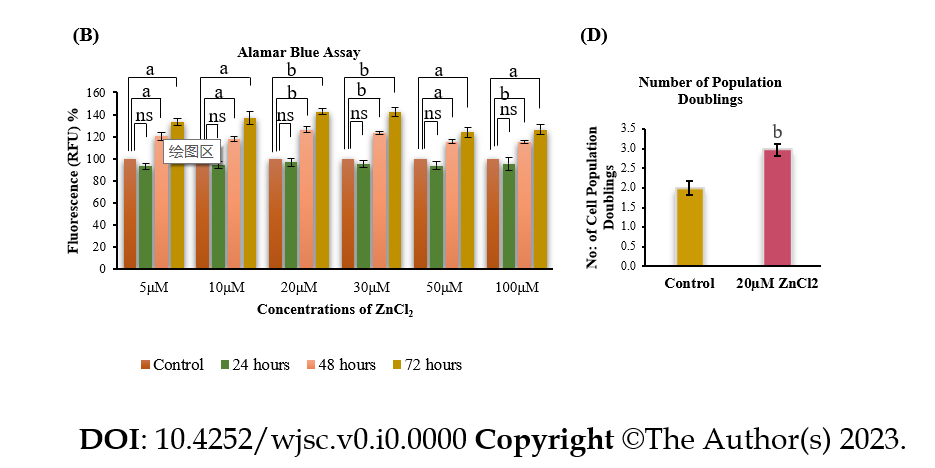 (B)
Alamar Blue Assay
a a b b a a
a a b b a b
ns ns ns ns ns ns
Fluorescence (RFU) %
160
140
120
100
80
60
40
20
0
绘图区
5µM 10µM 20µM 30µM 50µM 100µM
Concentrations of ZnCl₂
Control 24 hours 48 hours 72 hours
(D)
Number of Population
Doublings
b
No: of Cell Population
Doublings
3.5
3.0
2.5
2.0
1.5
1.0
0.5
0.0
Control 20µM ZnCl2
DOI: 10.4252/wjsc.v0.i0.0000 Copyright ©The Author(s) 2023.